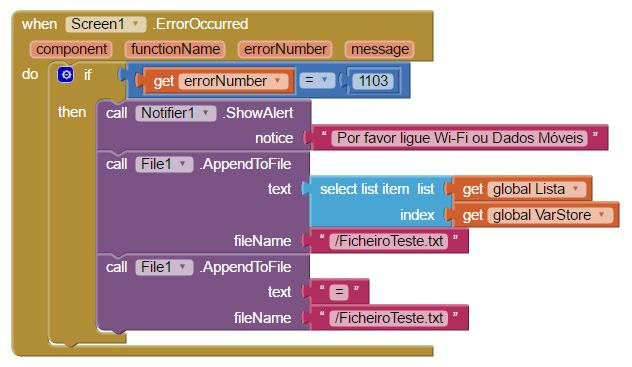 when Screen1 .ErrorOccurred
component functionName errorNumber message
do if get errorNumber = 1103
then call Notifier1 .ShowAlert
notice " Por favor ligue Wi-Fi ou Dados Móveis "
call File1 .AppendToFile
text select list item list get global Lista
index get global VarStore
fileName " /FicheiroTeste.txt "
call File1 .AppendToFile
text " = "
fileName " /FicheiroTeste.txt "